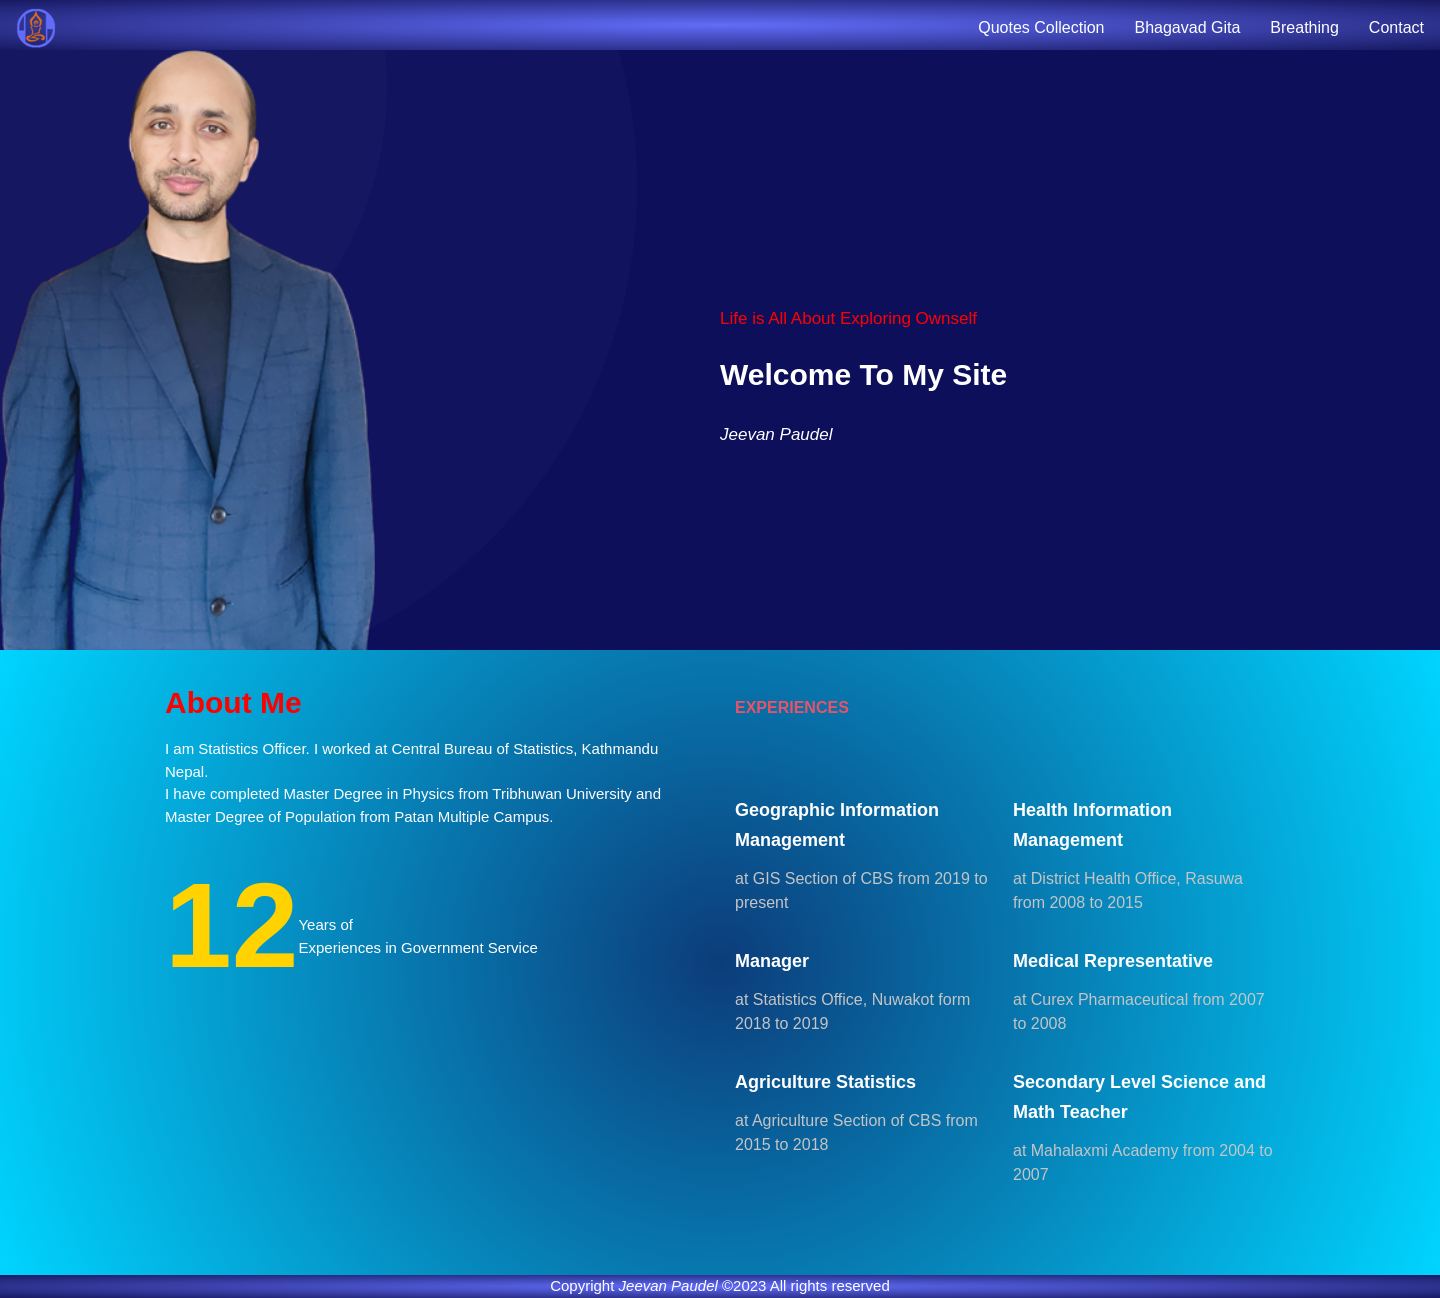 Quotes Collection Bhagavad Gita Breathing Contact
Life is All About Exploring Ownself
Welcome To My Site
Jeevan Paudel
About Me
I am Statistics Officer. I worked at Central Bureau of Statistics, Kathmandu
Nepal.
I have completed Master Degree in Physics from Tribhuwan University and
Master Degree of Population from Patan Multiple Campus.
12
Years of
Experiences in Government Service
EXPERIENCES
Geographic Information
Management
at GIS Section of CBS from 2019 to
present
Manager
at Statistics Office, Nuwakot form
2018 to 2019
Agriculture Statistics
at Agriculture Section of CBS from
2015 to 2018
Health Information
Management
at District Health Office, Rasuwa
from 2008 to 2015
Medical Representative
at Curex Pharmaceutical from 2007
to 2008
Secondary Level Science and
Math Teacher
at Mahalaxmi Academy from 2004 to
2007
Copyright Jeevan Paudel ©2023 All rights reserved